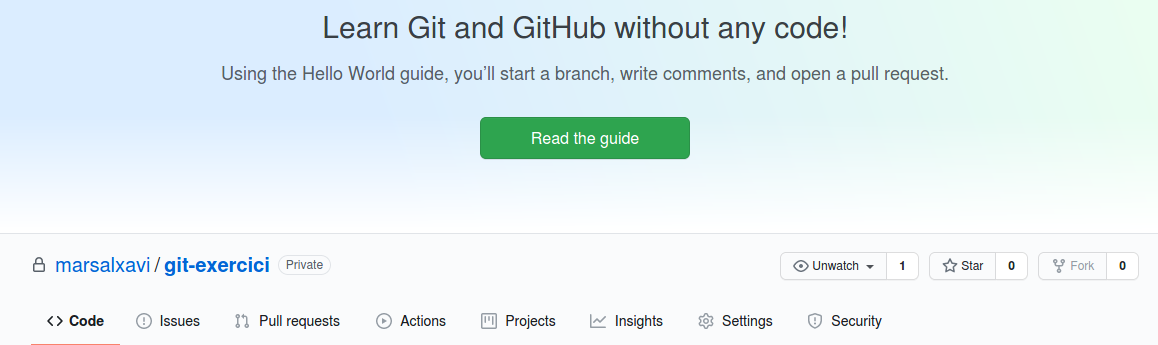 Learn Git and GitHub without any code!
Using the Hello World guide, you’ll start a branch, write comments, and open a pull request.
Read the guide
marsalxavi / git-exercici Private Unwatch 1 Star 0 Fork 0
Code Issues Pull requests Actions Projects Insights Settings Security